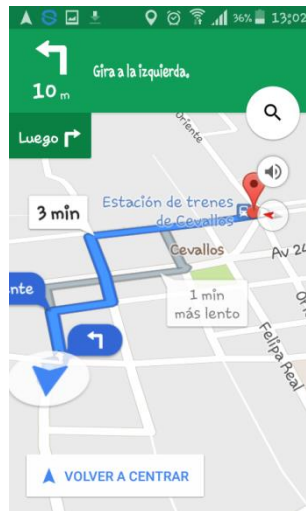 36% 13:02
10 m
Gira a la izquierda.
Luego
Oriente
3 min
Estación de trenes
de Cevallos
Cevallos
Av 24
nte
1 min
más lento
Felipa Real
VOLVER A CENTRAR